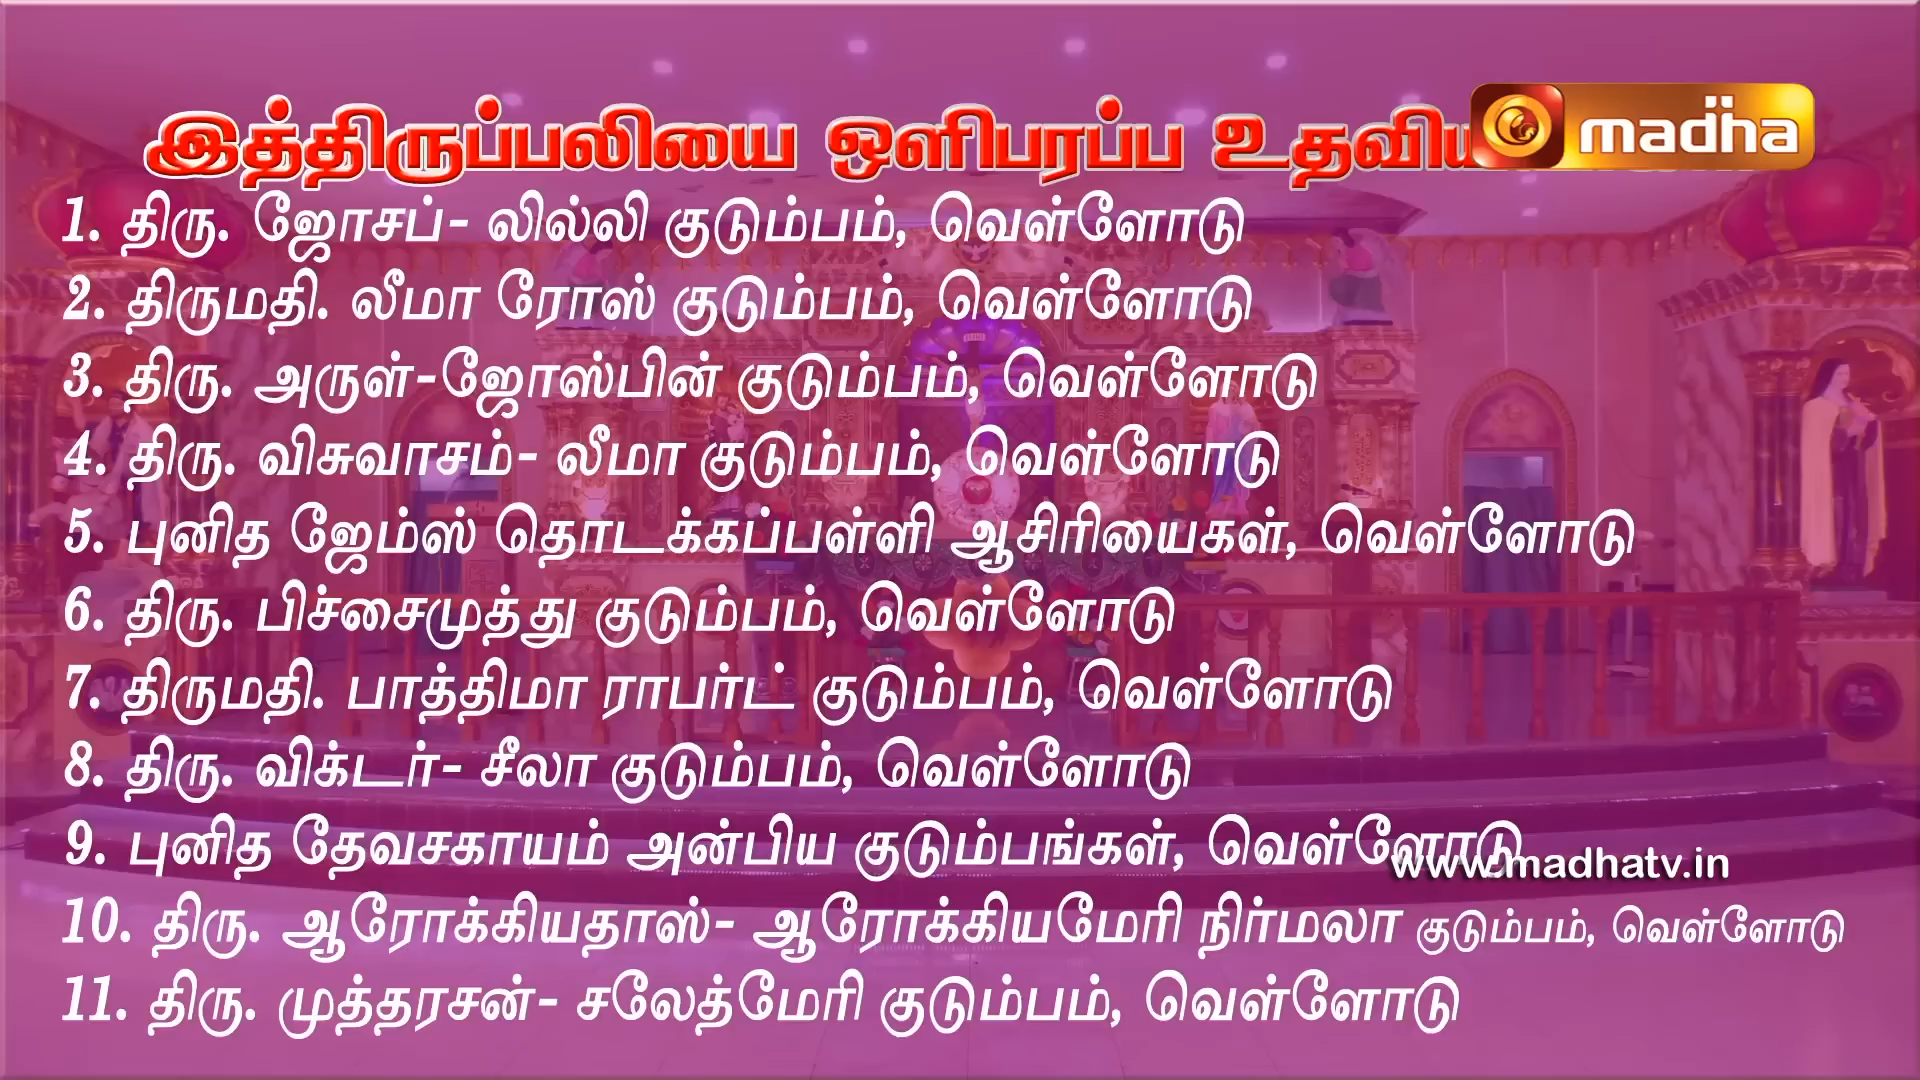 இத்திருப்பலியை ஒளிபரப்ப
madha
1. திரு. ஜோசப்- லில்லி குடும்பம், வெள்ளோடு
2. திருமதி. லீமா ரோஸ் குடும்பம், வெள்ளோடு
3. திரு. அருள்-ஜோஸ்பின் குடும்பம், வெள்ளோடு
4. திரு. விசுவாசம்- லீமா குடும்பம், வெள்ளோடு
5. புனித ஜேம்ஸ் தொடக்கப்பள்ளி ஆசிரியைகள், வெள்ளோடு
6. திரு. பிச்சைமுத்து குடும்பம், வெள்ளோடு
7. திருமதி. பாத்திமா ராபர்ட் குடும்பம், வெள்ளோடு
8. திரு. விக்டர்- சீலா குடும்பம், வெள்ளோடு
9. புனித தேவசகாயம் அன்பிய குடும்பங்கள், வெள்ளோடு
www.madhatv.in
10. திரு. ஆரோக்கியதாஸ்- ஆரோக்கியமேரி நிர்மலா குடும்பம், வெள்ளோடு
11. திரு. முத்தரசன்- சலேத்மேரி குடும்பம், வெள்ளோடு